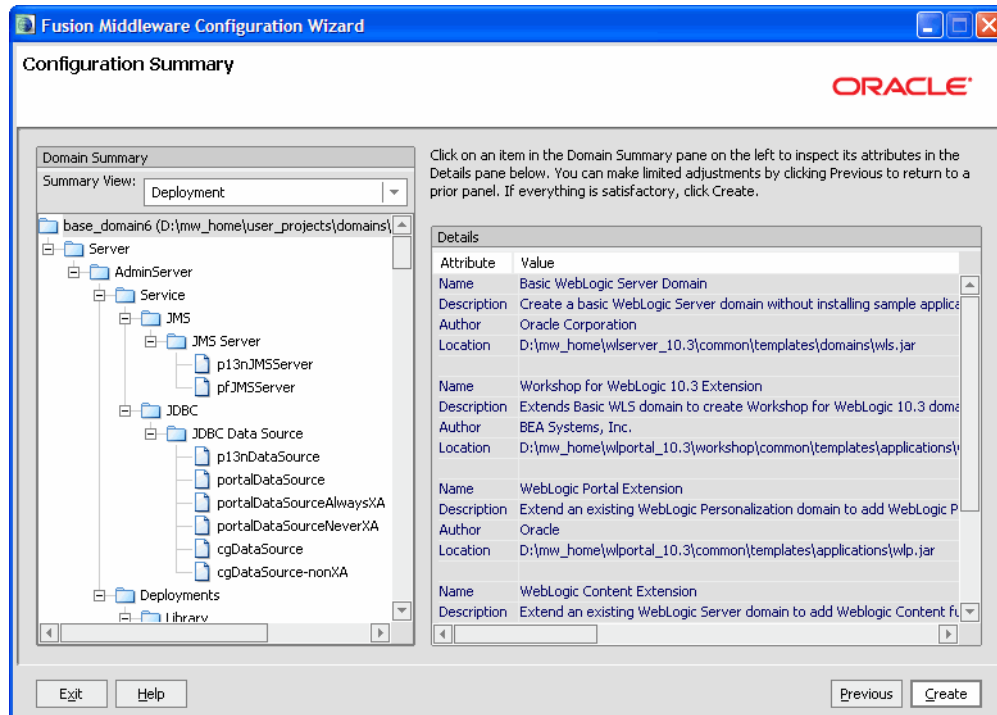 Fusion Middleware Configuration Wizard
Configuration Summary
ORACLE
Domain Summary
Summary View:
Deployment
base_domain6 (D:\mw_home\user_projects\domains\
Server
AdminServer
Service
JMS
JMS Server
p13nJMSServer
pfJMSServer
JDBC
JDBC Data Source
p13nDataSource
portalDataSource
portalDataSourceAlwaysXA
portalDataSourceNeverXA
cgDataSource
cgDataSource-nonXA
Deployments
Library
Click on an item in the Domain Summary pane on the left to inspect its attributes in the
Details pane below. You can make limited adjustments by clicking Previous to return to a
prior panel. If everything is satisfactory, click Create.
Details
Attribute Value
Name Basic WebLogic Server Domain
Description Create a basic WebLogic Server domain without installing sample applica
Author Oracle Corporation
Location D:\mw_home\wlserver_10.3\common\templates\domains\wls.jar
Name Workshop for WebLogic 10.3 Extension
Description Extends Basic WLS domain to create Workshop for WebLogic 10.3 doma
Author BEA Systems, Inc.
Location D:\mw_home\wlportal_10.3\workshop\common\templates\applications\
Name WebLogic Portal Extension
Description Extend an existing WebLogic Personalization domain to add WebLogic P
Author Oracle
Location D:\mw_home\wlportal_10.3\common\templates\applications\wlp.jar
Name WebLogic Content Extension
Description Extend an existing WebLogic Server domain to add Weblogic Content fu
Exit Help Previous Create